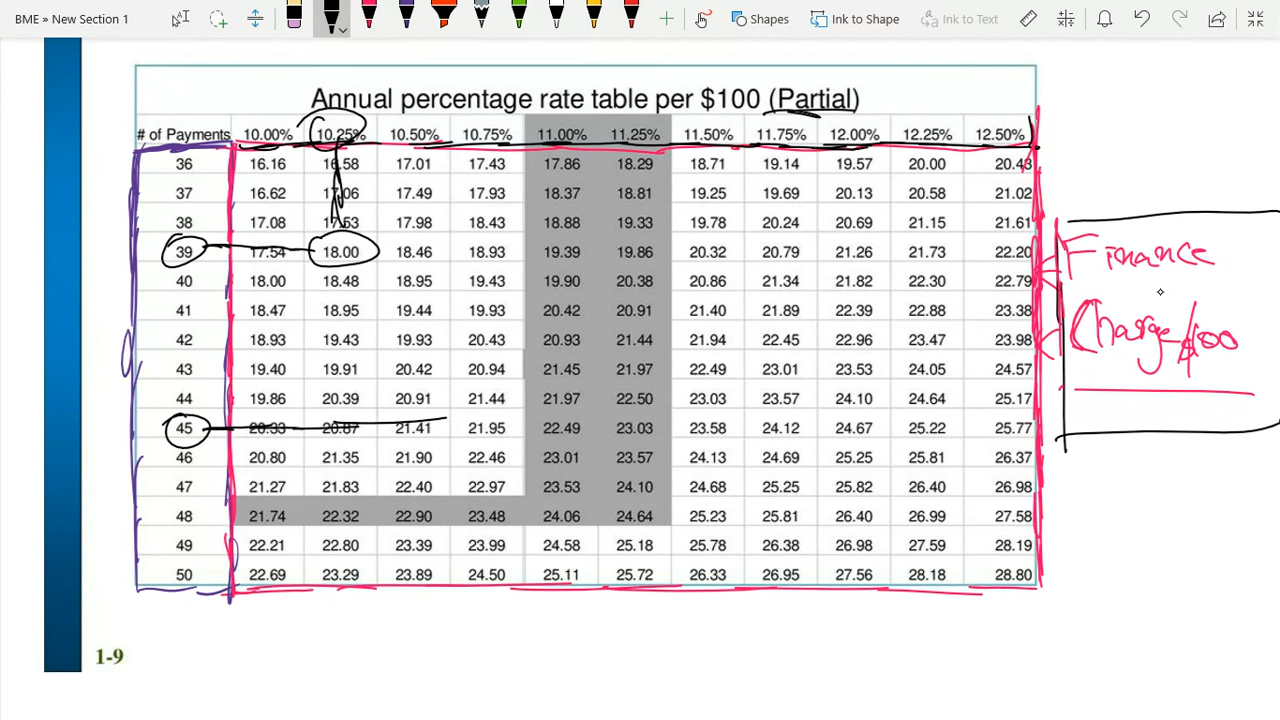 BME » New Section 1
Shapes
Ink to Shape
Ink to Text
Annual percentage rate table per $100 (Partial)
# of Payments 10.00% 10.25% 10.50% 10.75% 11.00% 11.25% 11.50% 11.75% 12.00% 12.25% 12.50%
36 16.16 16.58 17.01 17.43 17.86 18.29 18.71 19.14 19.57 20.00 20.43
37 16.62 17.06 17.49 17.93 18.37 18.81 19.25 19.69 20.13 20.58 21.02
38 17.08 17.53 17.98 18.43 18.88 19.33 19.78 20.24 20.69 21.15 21.61
39 17.54 18.00 18.46 18.93 19.39 19.86 20.32 20.79 21.26 21.73 22.20
40 18.00 18.48 18.95 19.43 19.90 20.38 20.86 21.34 21.82 22.30 22.79
41 18.47 18.95 19.44 19.93 20.42 20.91 21.40 21.89 22.39 22.88 23.38
42 18.93 19.43 19.93 20.43 20.93 21.44 21.94 22.45 22.96 23.47 23.98
43 19.40 19.91 20.42 20.94 21.45 21.97 22.49 23.01 23.53 24.05 24.57
44 19.86 20.39 20.91 21.44 21.97 22.50 23.03 23.57 24.10 24.64 25.17
45 20.33 20.87 21.41 21.95 22.49 23.03 23.58 24.12 24.67 25.22 25.77
46 20.80 21.35 21.90 22.46 23.01 23.57 24.13 24.69 25.25 25.81 26.37
47 21.27 21.83 22.40 22.97 23.53 24.10 24.68 25.25 25.82 26.40 26.98
48 21.74 22.32 22.90 23.48 24.06 24.64 25.23 25.81 26.40 26.99 27.58
49 22.21 22.80 23.39 23.99 24.58 25.18 25.78 26.38 26.98 27.59 28.19
50 22.69 23.29 23.89 24.50 25.11 25.72 26.33 26.95 27.56 28.18 28.80
Finance
Charge $100
1-9